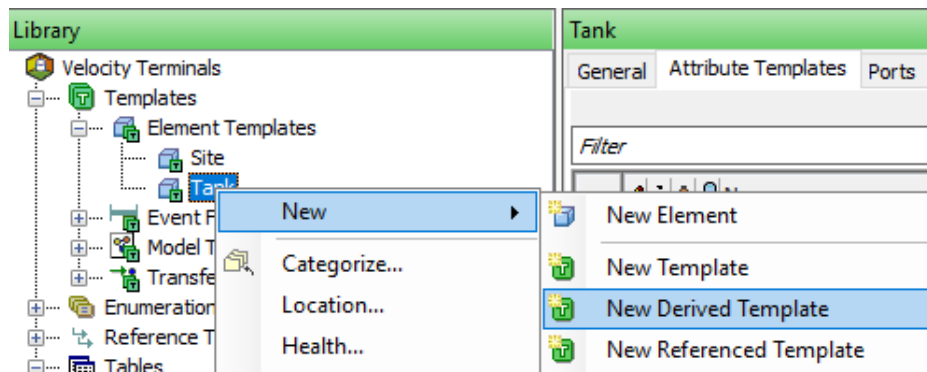 Library
Velocity Terminals
Templates
Element Templates
Site
Tank
Event F
Model T
Transfe
Enumeration
Reference T
Tables
Tank
General Attribute Templates Ports
Filter
New
Categorize...
Location...
Health...
New Element
New Template
New Derived Template
New Referenced Template